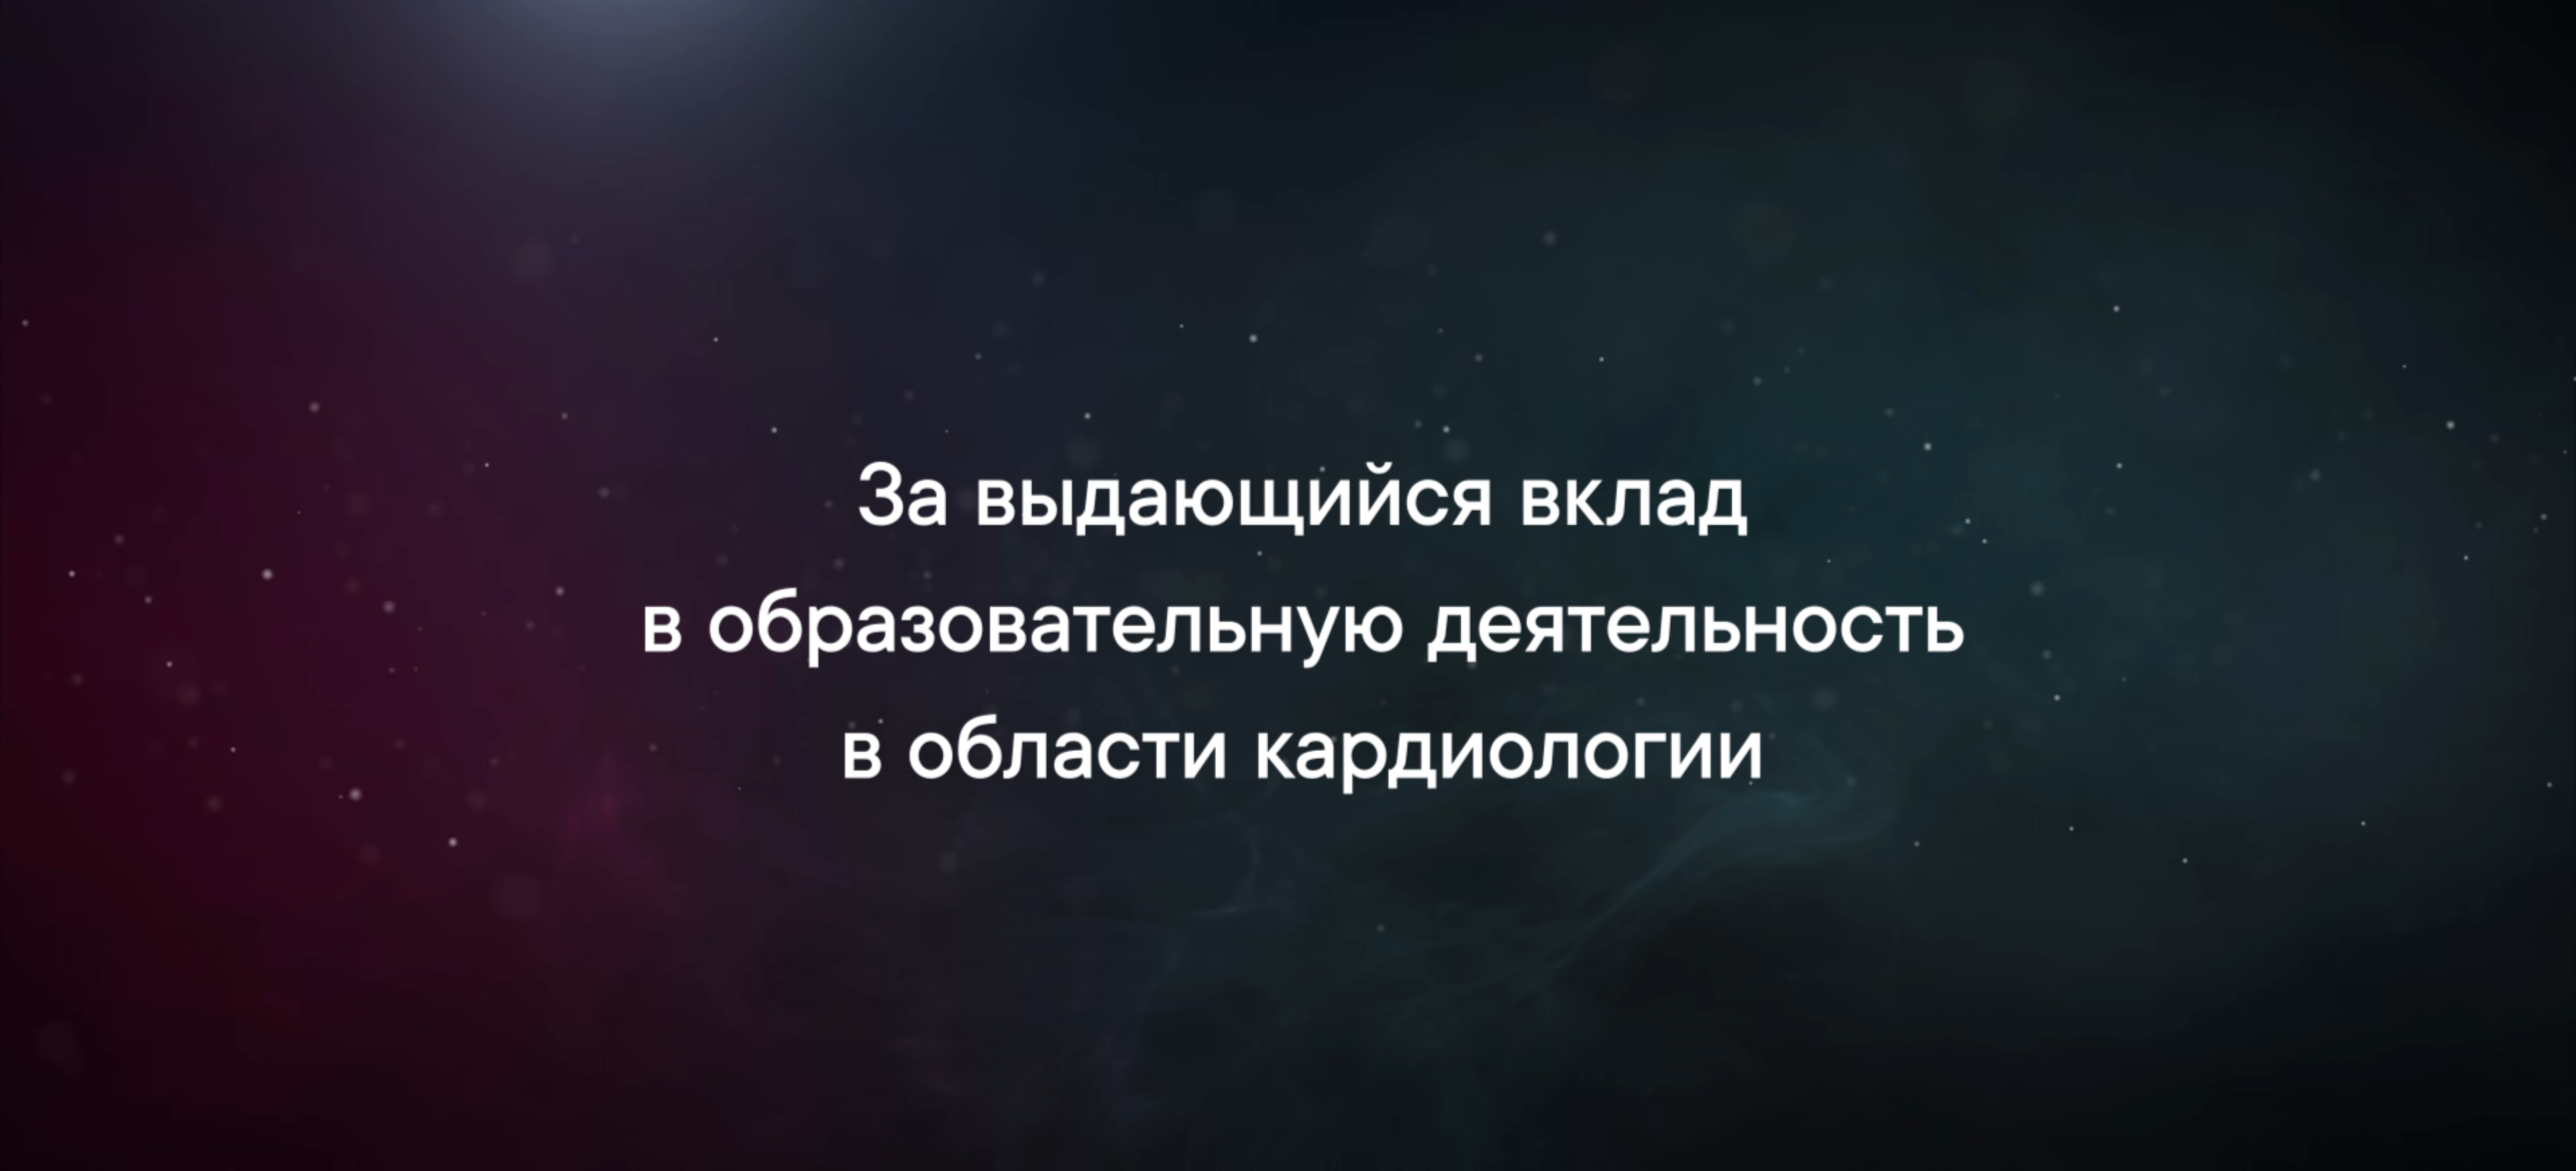 За выдающийся вклад
в образовательную деятельность
в области кардиологии